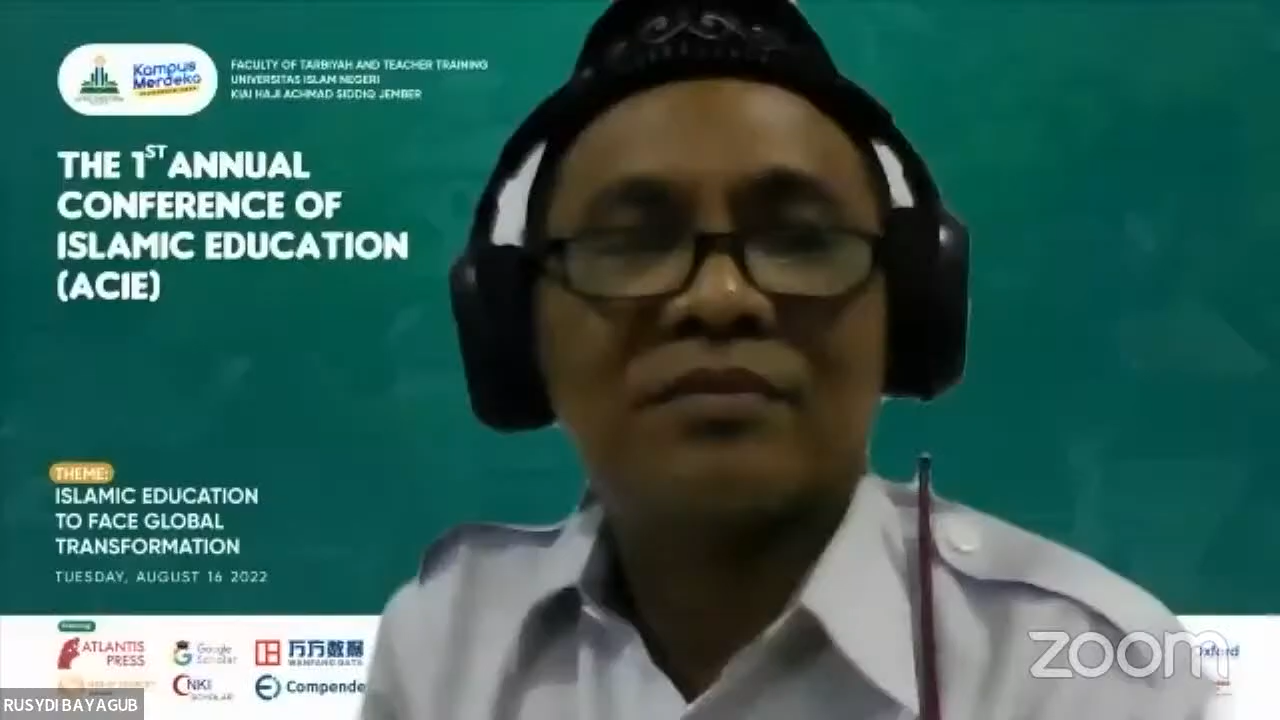 Kampus
Merdeka
FACULTY OF TARBIYAH AND TEACHER TRAINING
UNIVERSITAS ISLAM NEGERI
KIAI HAJI ACHMAD SIDDIQ JEMBER
THE 1ST ANNUAL
CONFERENCE OF
ISLAMIC EDUCATION
(ACIE)
THEME:
ISLAMIC EDUCATION
TO FACE GLOBAL
TRANSFORMATION
TUESDAY, AUGUST 16 2022
ATLANTIS
PRESS
Google
Scholar
万方数据
WANFANG DATA
CNKI
SCHOLAR
Compende
Oxford
zoom
RUSYDI BAYAGUB